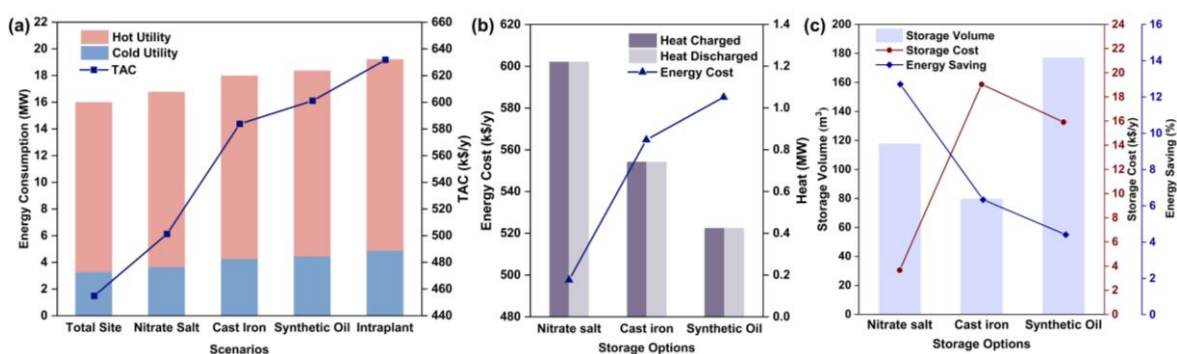 (a)
Energy Consumption (MW)
22
20
18
16
14
12
10
8
6
4
2
0
Hot Utility
Cold Utility
TAC
660
640
620
600
580
560
540
520
500
480
460
440
TAC (k$/y)
Total Site Nitrate Salt Cast Iron Synthetic Oil Intraplant
Scenarios
(b)
Energy Cost (k$/y)
620
600
580
560
540
520
500
480
Heat Charged
Heat Discharged
Energy Cost
1.4
1.2
1.0
0.8
0.6
0.4
0.2
0.0
Heat (MW)
Nitrate salt Cast iron Synthetic Oil
Storage Options
(c)
Storage Volume (m³)
200
180
160
140
120
100
80
60
40
20
0
Storage Volume
Storage Cost
Energy Saving
24
22
20
18
16
14
12
10
8
6
4
2
0
Storage Cost (k$/y)
16
14
12
10
8
6
4
2
0
Energy Saving (%)
Nitrate salt Cast iron Synthetic Oil
Storage Options